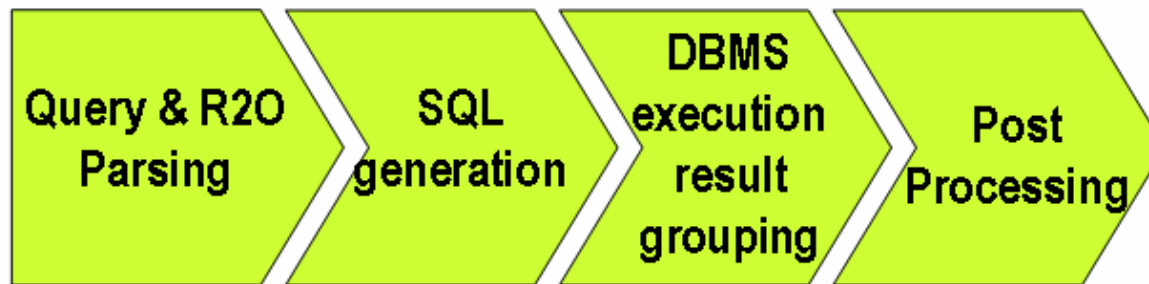 Query & R2O
Parsing
SQL
generation
DBMS
execution
result
grouping
Post
Processing